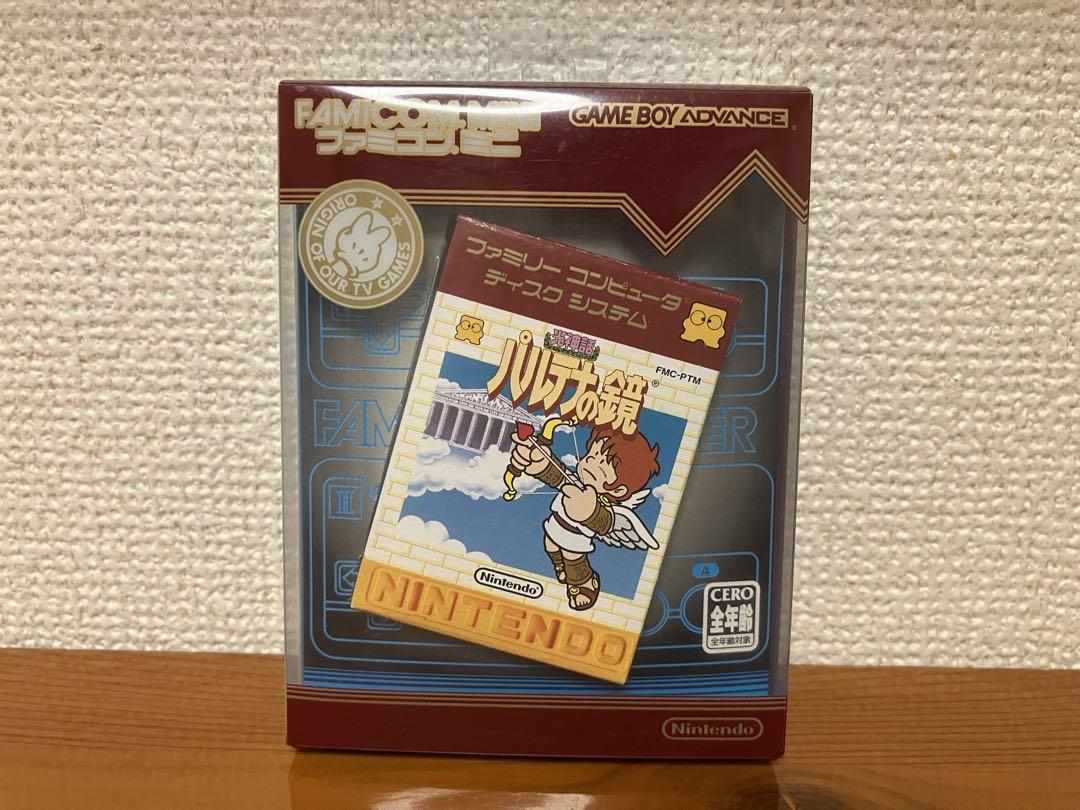 FAMICOM MINI
ファミコン ミニ
GAME BOY ADVANCE
ORIGIN OF OUR TV GAMES
ファミリー コンピュータ
ディスク システム
光神話
パルテナの鏡®
FMC-PTM
FAM
ER
II
A
Nintendo
NINTENDO
CERO
全年齢
全年齢対象
Nintendo